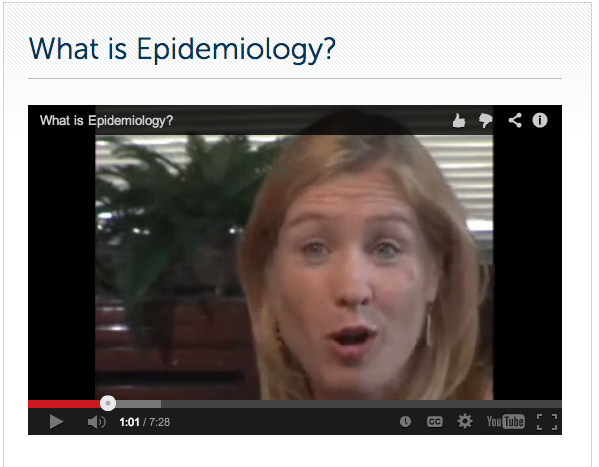 What is Epidemiology?
What is Epidemiology?
1:01 / 7:28
CC
YouTube